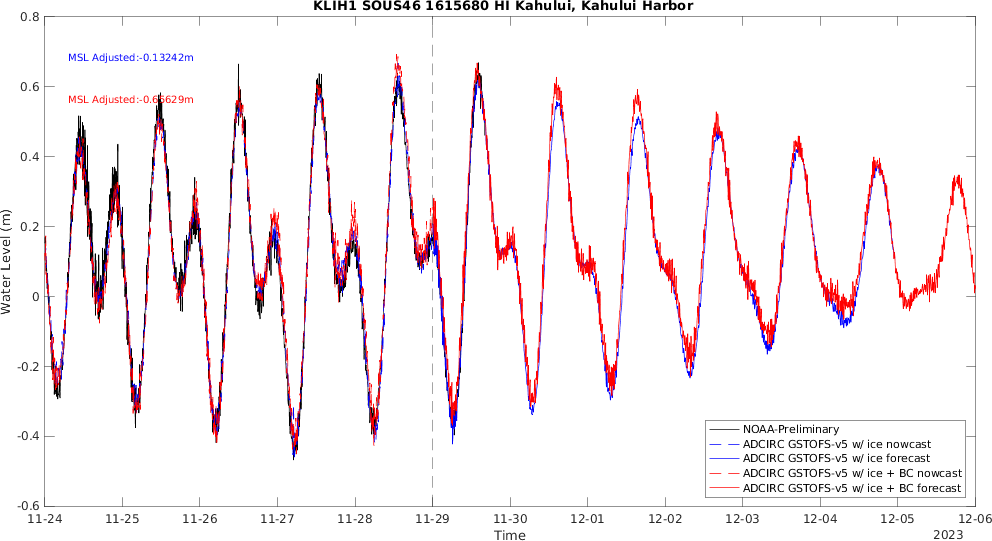 KLIH1 SOUS46 1615680 HI Kahului, Kahului Harbor
MSL Adjusted:-0.13242m
MSL Adjusted:-0.65629m
Water Level (m)
0.8
0.6
0.4
0.2
0
-0.2
-0.4
-0.6
NOAA-Preliminary
ADCIRC GSTOFS-v5 w/ ice nowcast
ADCIRC GSTOFS-v5 w/ ice forecast
ADCIRC GSTOFS-v5 w/ ice + BC nowcast
ADCIRC GSTOFS-v5 w/ ice + BC forecast
11-24 11-25 11-26 11-27 11-28 11-29 11-30 12-01 12-02 12-03 12-04 12-05 12-06
Time
2023